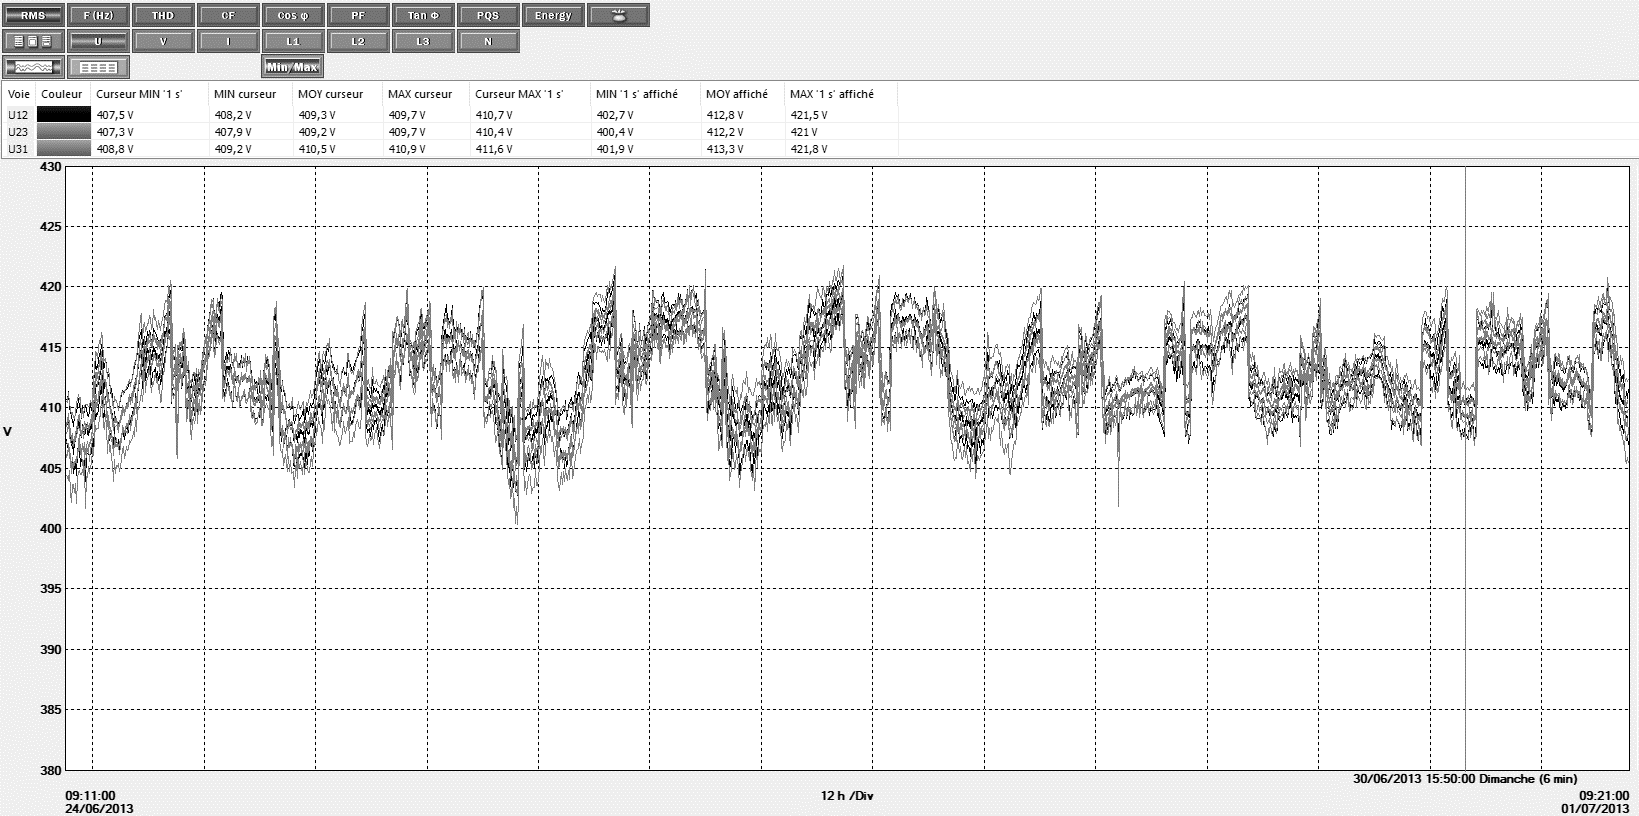 RMS F (Hz) THD CF Cos φ PF Tan Φ PQS Energy
U V I L1 L2 L3 N
Min/Max
Voie Couleur Curseur MIN '1 s' MIN curseur MOY curseur MAX curseur Curseur MAX '1 s' MIN '1 s' affiché MOY affiché MAX '1 s' affiché
U12 407,5 V 408,2 V 409,3 V 409,7 V 410,7 V 402,7 V 412,8 V 421,5 V
U23 407,3 V 407,9 V 409,2 V 409,7 V 410,4 V 400,4 V 412,2 V 421 V
U31 408,8 V 409,2 V 410,5 V 410,9 V 411,6 V 401,9 V 413,3 V 421,8 V
430
425
420
415
410
V
405
400
395
390
385
380
30/06/2013 15:50:00 Dimanche (6 min)
09:11:00 12 h /Div 09:21:00
24/06/2013 01/07/2013